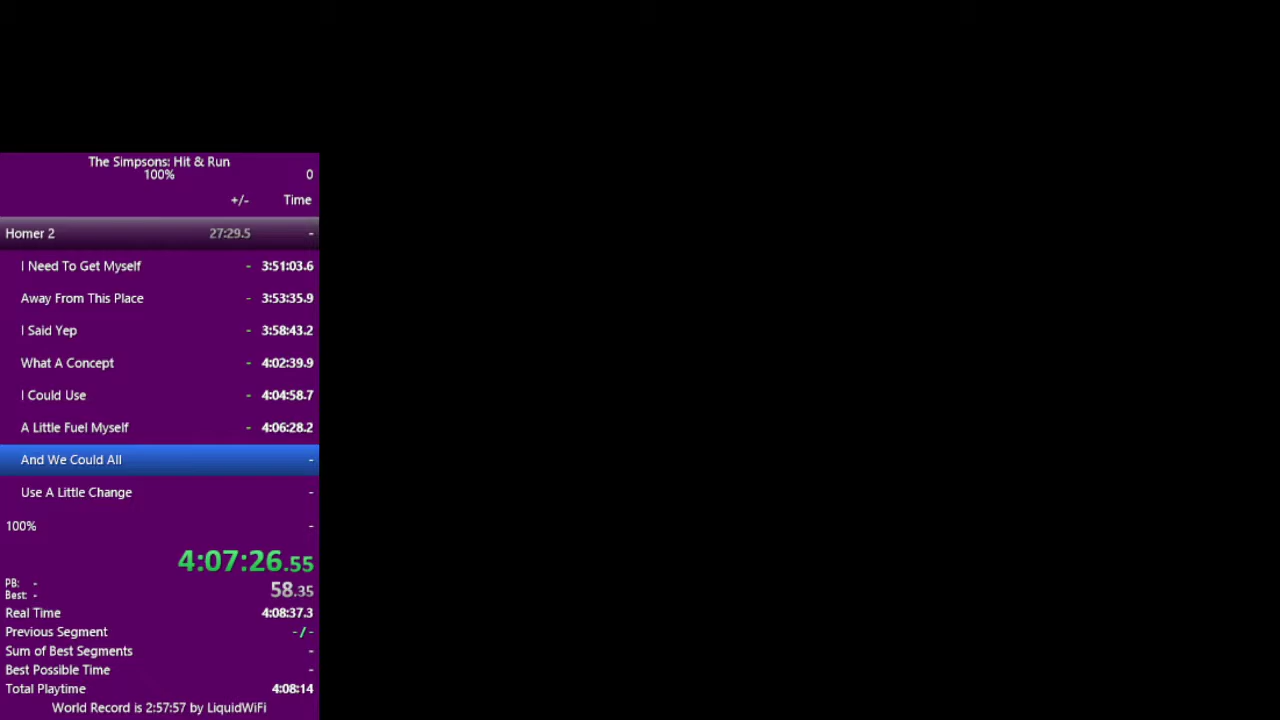 The Simpsons: Hit & Run
100% 0
+/- Time
Homer 2 27:29.5 -
I Need To Get Myself - 3:51:03.6
Away From This Place - 3:53:35.9
I Said Yep - 3:58:43.2
What A Concept - 4:02:39.9
I Could Use - 4:04:58.7
A Little Fuel Myself - 4:06:28.2
And We Could All -
Use A Little Change -
100% -
4:07:26.55
PB: -
Best: - 58.35
Real Time 4:08:37.3
Previous Segment - / -
Sum of Best Segments -
Best Possible Time -
Total Playtime 4:08:14
World Record is 2:57:57 by LiquidWiFi